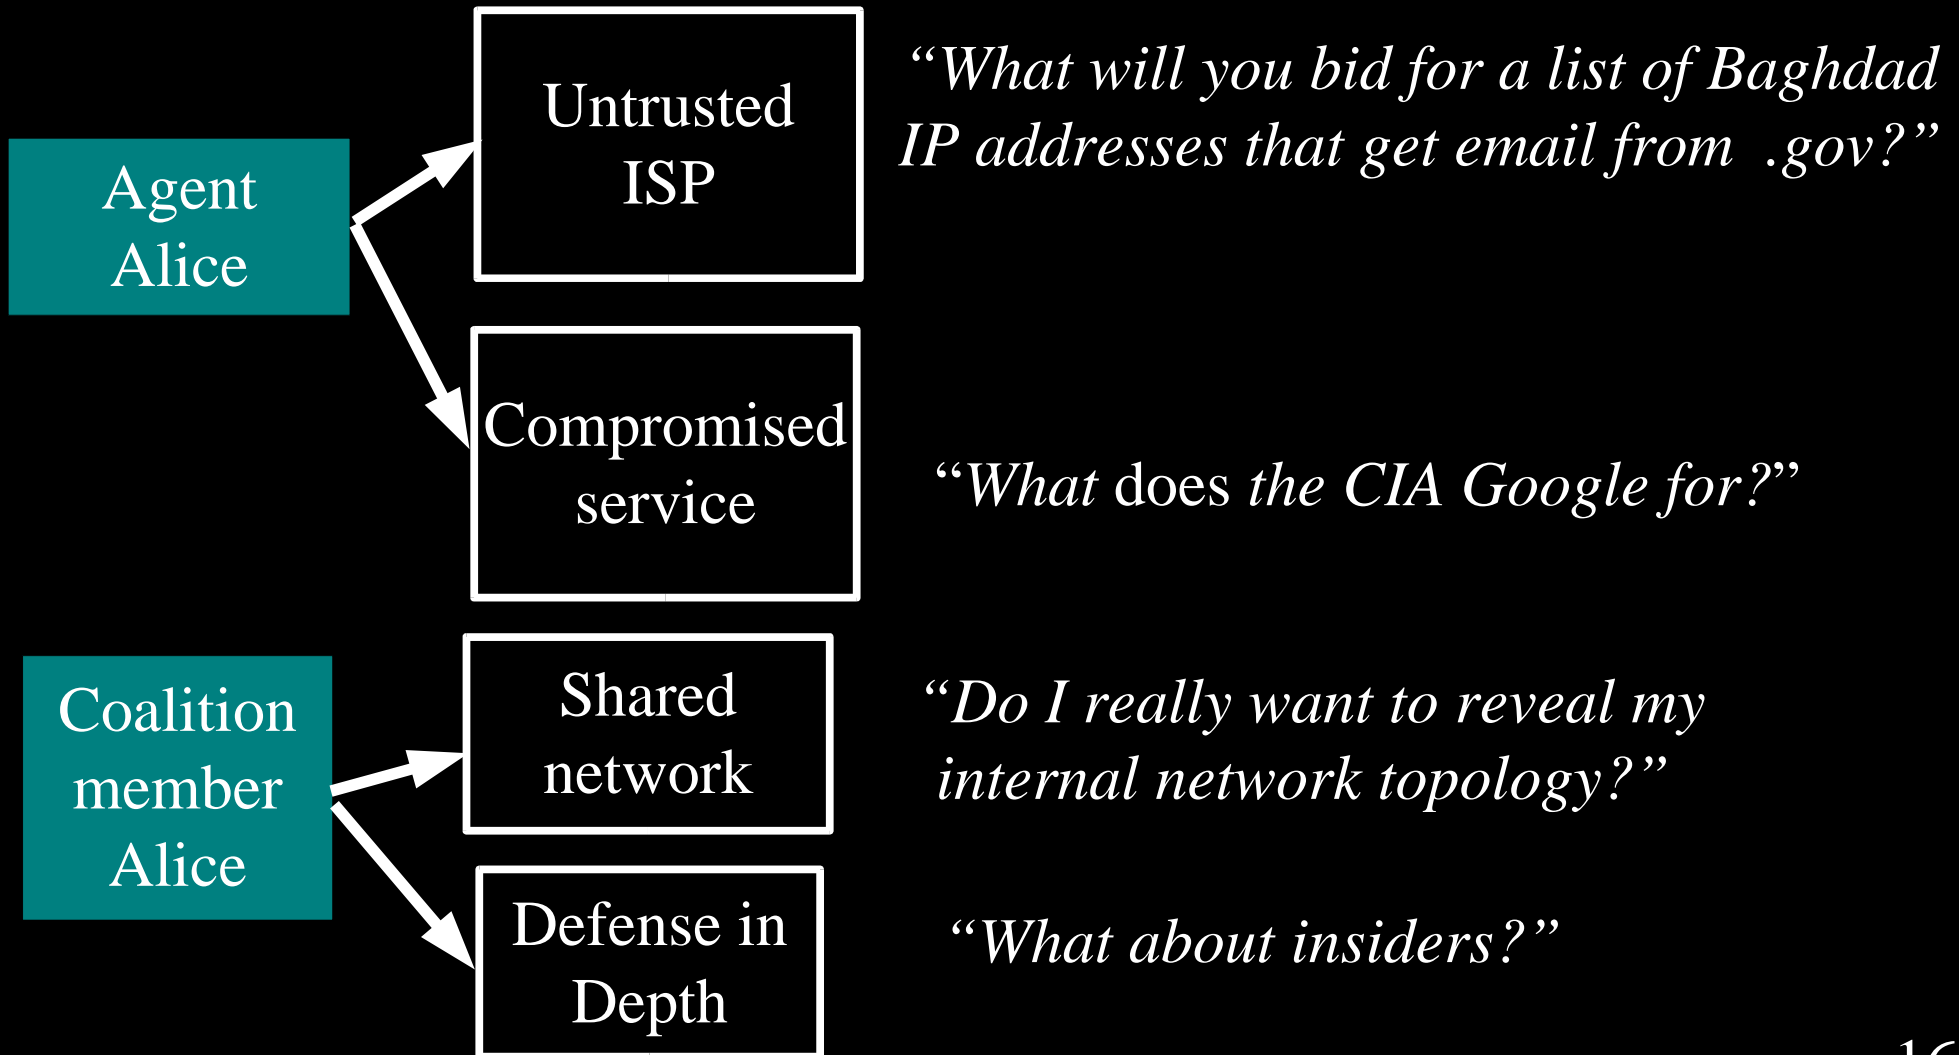 Agent
Alice
Untrusted
ISP
“What will you bid for a list of Baghdad
IP addresses that get email from .gov?”
Compromised
service
“What does the CIA Google for?”
Coalition
member
Alice
Shared
network
“Do I really want to reveal my
internal network topology?”
Defense in
Depth
“What about insiders?”
16